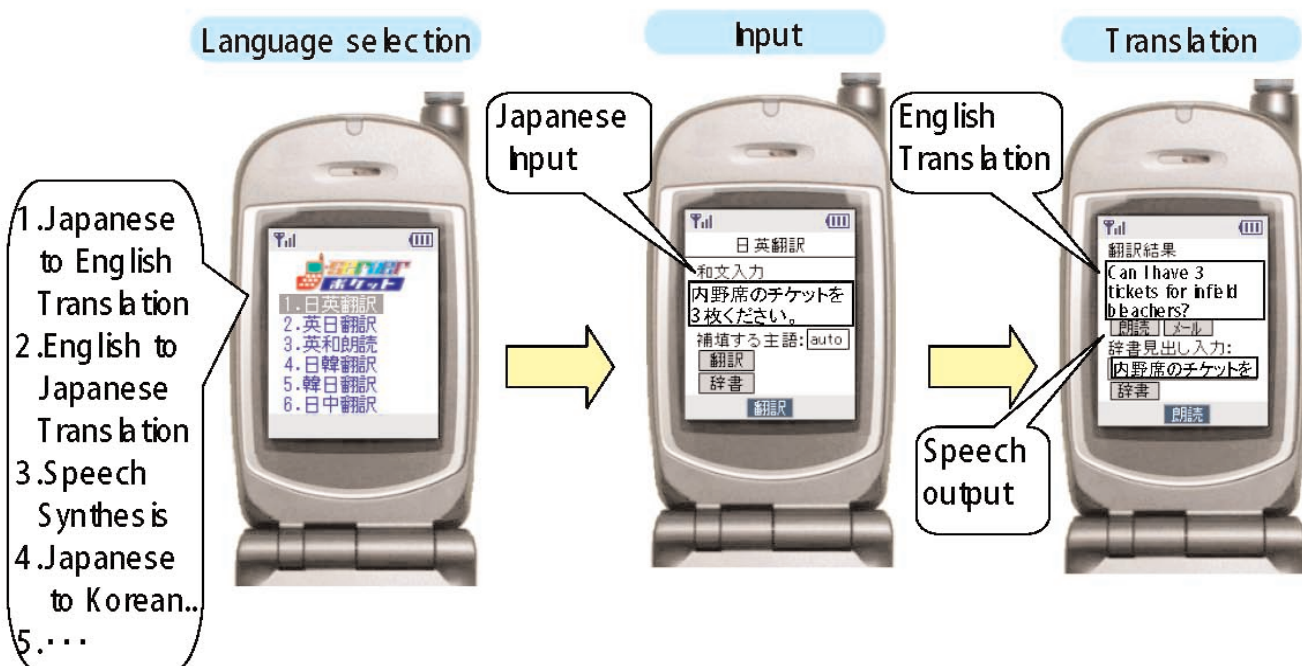 Language selection
Input
Translation
1.Japanese
to English
Translation
2.English to
Japanese
Translation
3.Speech
Synthesis
4.Japanese
to Korean..
5.・・・
Server
ポケット
1.日英翻訳
2.英日翻訳
3.英和朗読
4.日韓翻訳
5.韓日翻訳
6.日中翻訳
Japanese
Input
日英翻訳
和文入力
内野席のチケットを
3枚ください。
補填する主語:auto
翻訳
辞書
翻訳
English
Translation
翻訳結果
Can I have 3
tickets for infield
bleachers?
朗読 メール
辞書見出し入力:
内野席のチケットを
辞書
朗読
Speech
output